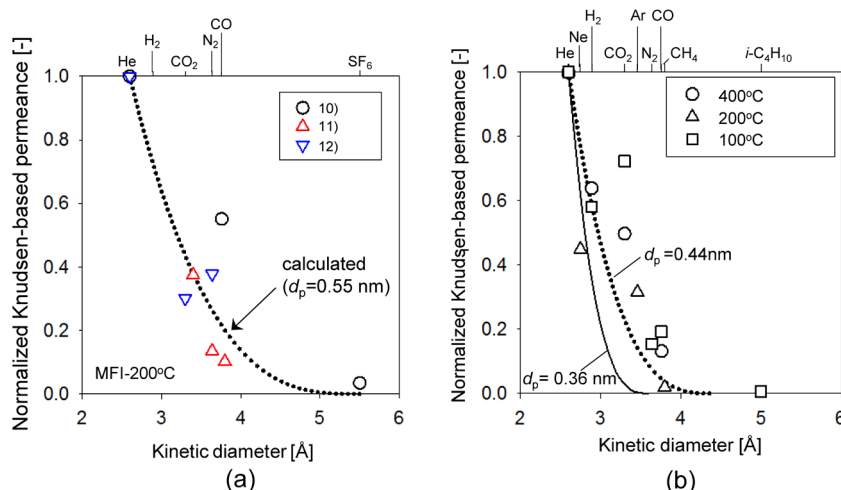 CO
He H₂ CO₂ N₂ SF₆
Normalized Knudsen-based permeance [-]
1.0
0.8
0.6
0.4
0.2
0.0
10)
11)
12)
calculated
(dp=0.55 nm)
MFI-200°C
2 3 4 5 6
Kinetic diameter [Å]
(a)
H₂ Ar CO
Ne
He CO₂ N₂ CH₄ i-C₄H₁₀
Normalized Knudsen-based permeance [-]
1.0
0.8
0.6
0.4
0.2
0.0
400°C
200°C
100°C
dp=0.44nm
dp= 0.36 nm
2 3 4 5 6
Kinetic diameter [Å]
(b)